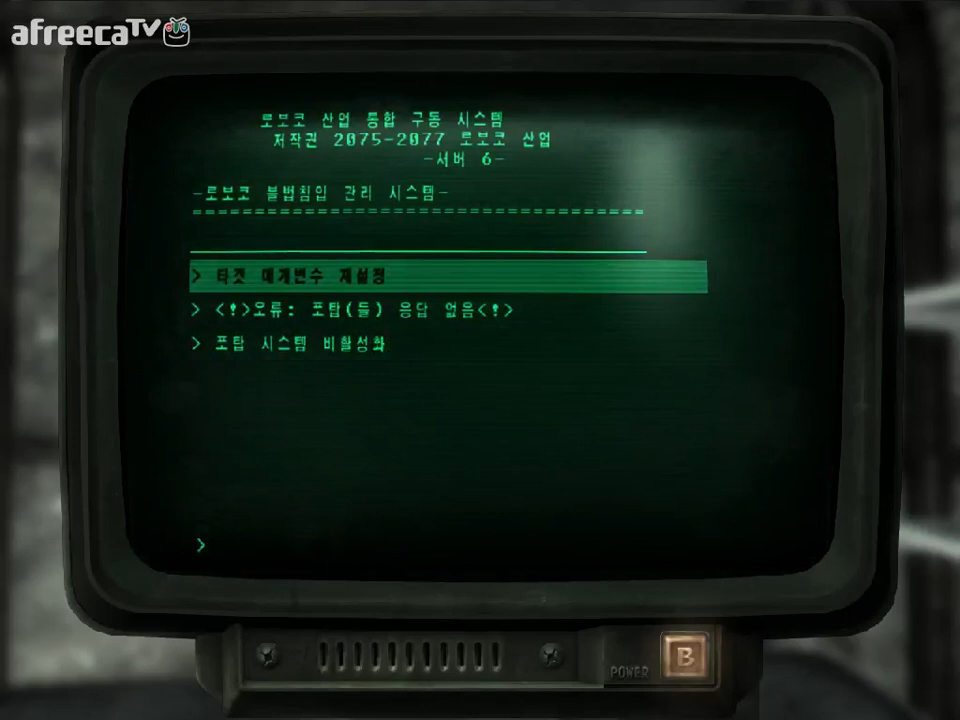 afreecaTV
로보코 산업 통합 구동 시스템
저작권 2075-2077 로보코 산업
-서버 6-
-로보코 불법침입 관리 시스템-
=============================================
> 타겟 매개변수 재설정
> <!>오류: 포탑(들) 응답 없음<!>
> 포탑 시스템 비활성화
>
POWER B